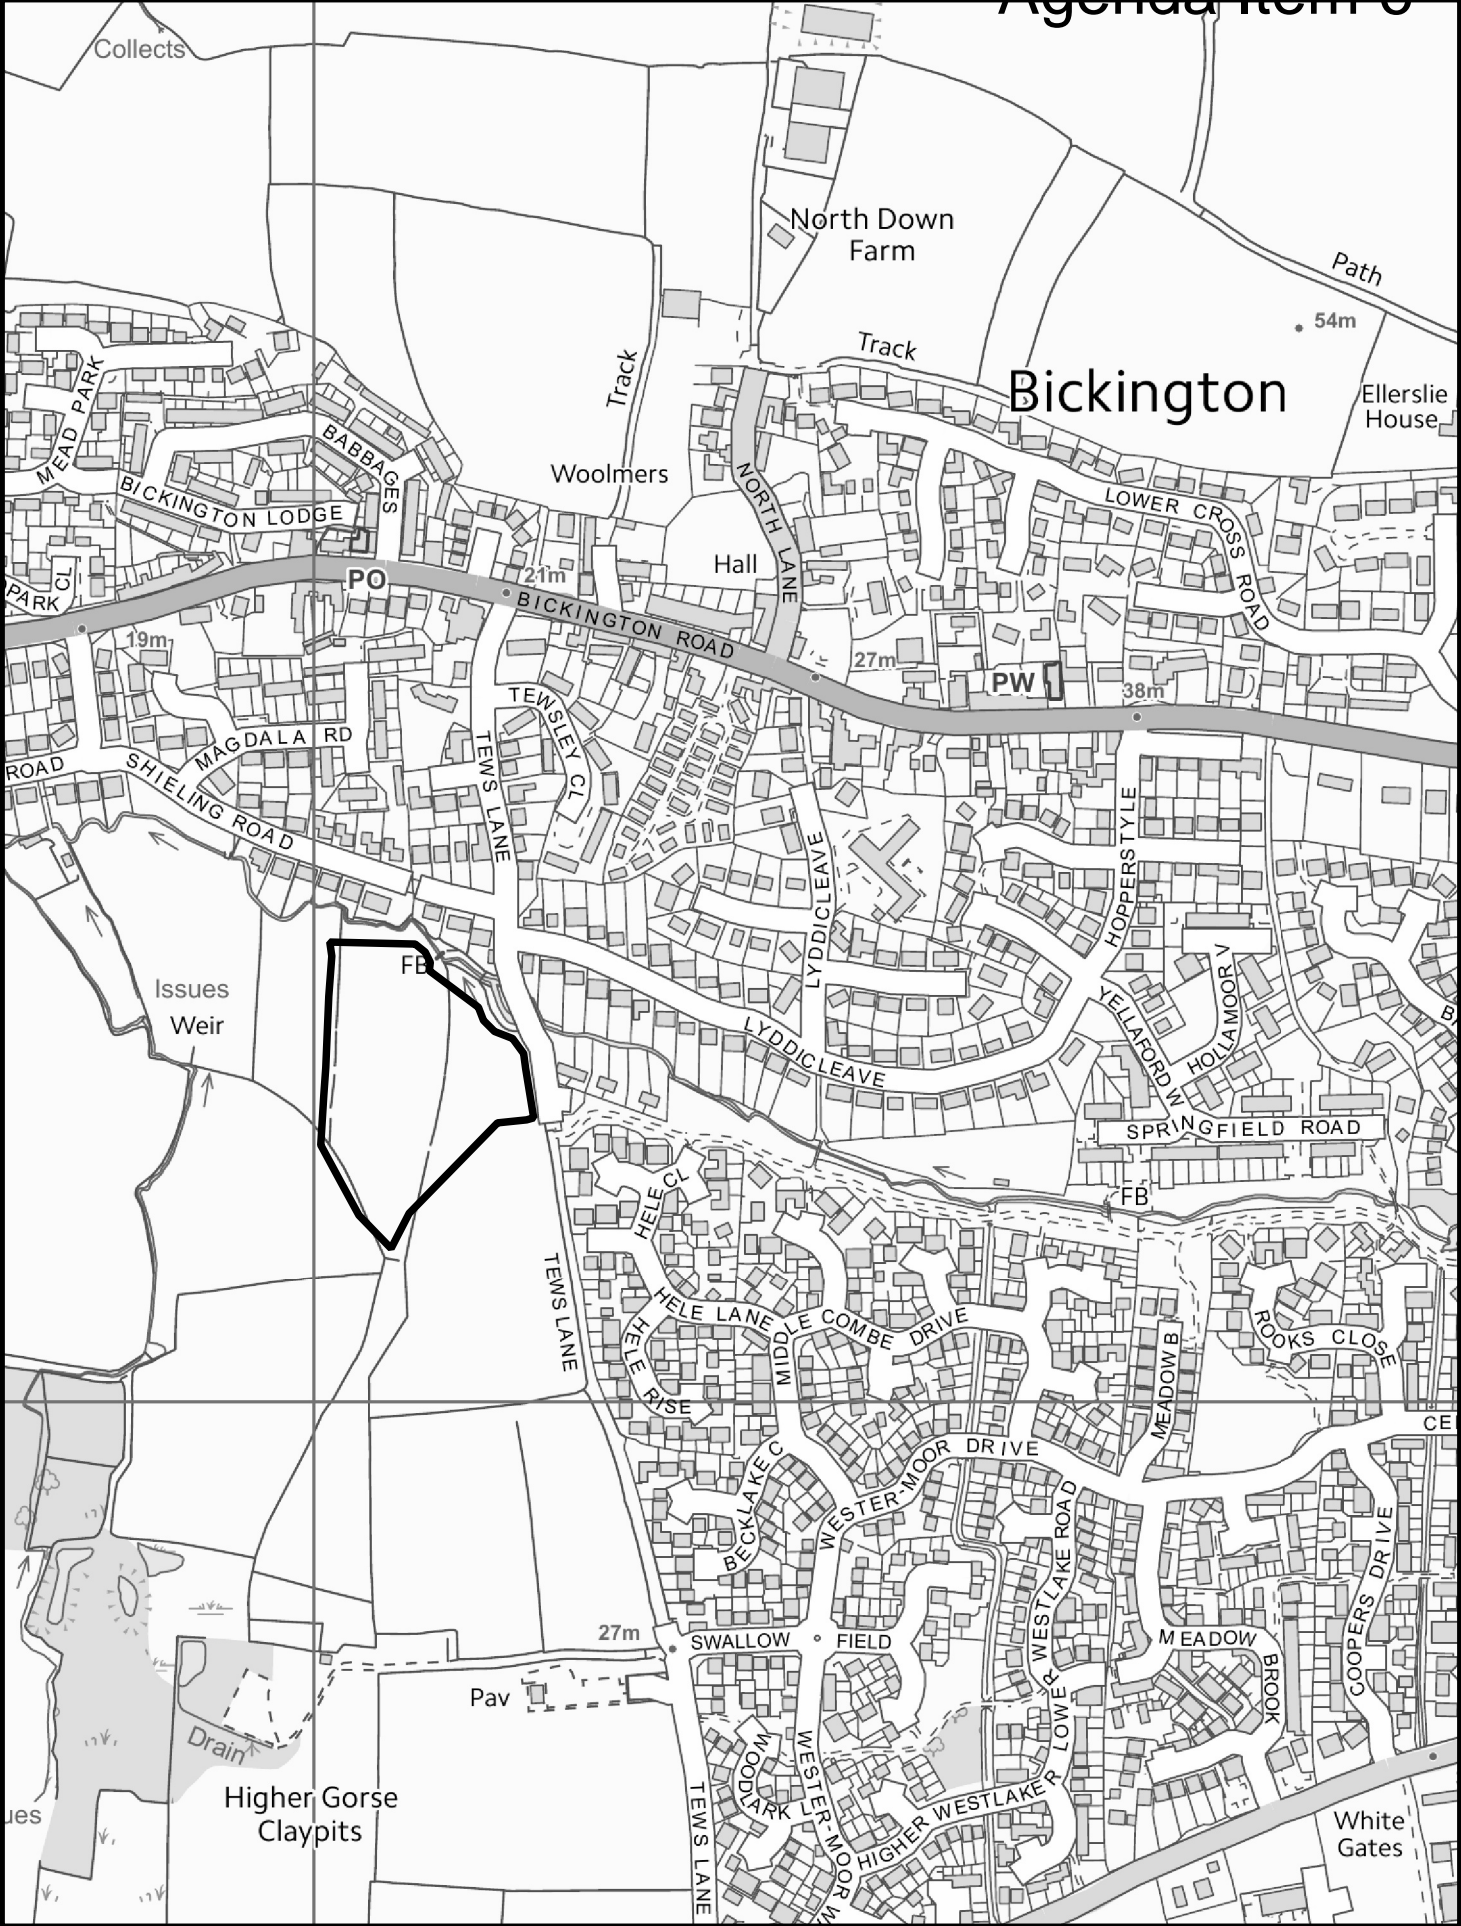 Agenda Item
Collects
North Down
Farm
Path
54m
Track
Track
Bickington
Ellerslie
House
MEAD PARK
BABBAGES
Woolmers
NORTH LANE
BICKINGTON LODGE
LOWER CROSS ROAD
Hall
PARK CL
PO
21m
BICKINGTON ROAD
19m
27m
PW
38m
TEWSLEY CL
MAGDALA RD
ROAD
SHIELING ROAD
TEWS LANE
LYDDICLEAVE
HOPPERSTYLE
FB
Issues
Weir
YELLAFORD W
HOLLAMOOR V
LYDDICLEAVE
SPRINGFIELD ROAD
FB
HELE CL
TEWS LANE
HELE LANE
MIDDLE COMBE DRIVE
HELE RISE
MEADOW B
ROOKS CLOSE
CE
BECKLAKE C
WESTER-MOOR DRIVE
LOWER WESTLAKE ROAD
COOPERS DRIVE
27m
SWALLOW FIELD
MEADOW BROOK
Pav
Drain
WOODLARK L
WESTER-MOOR W
LOWER
HIGHER WESTLAKE R
TEWS LANE
Higher Gorse
Claypits
ues
White
Gates